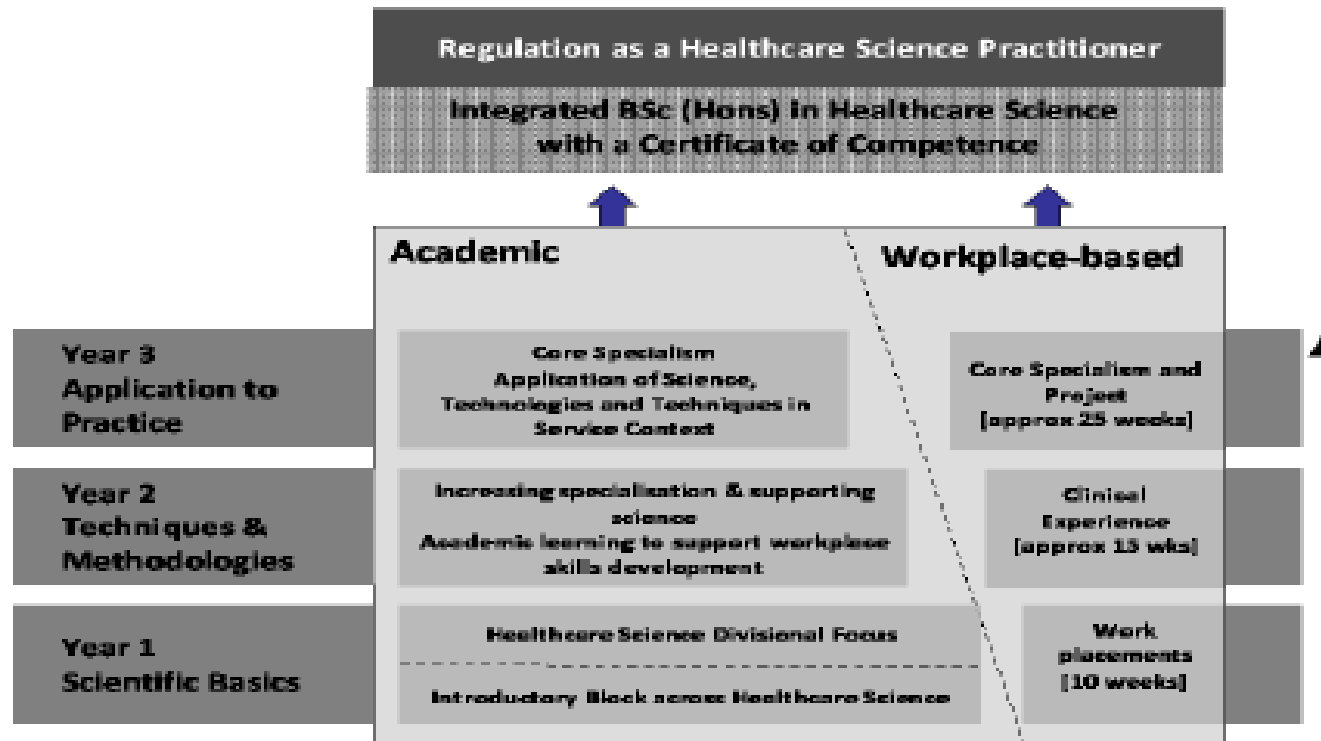 Regulation as a Healthcare Science Practitioner
Integrated BSc (Hons) in Healthcare Science
with a Certificate of Competence
Academic
Workplace-based
Year 3
Application to
Practice
Core Specialism
Application of Science,
Technologies and Techniques in
Service Context
Core Specialism and
Project
[approx 25 weeks]
Year 2
Techniques &
Methodologies
Increasing specialisation & supporting
science
Academic learning to support workplace
skills development
Clinical
Experience
[approx 15 wks]
Year 1
Scientific Basics
Healthcare Science Divisional Focus
Introductory Block across Healthcare Science
Work
placements
[10 weeks]